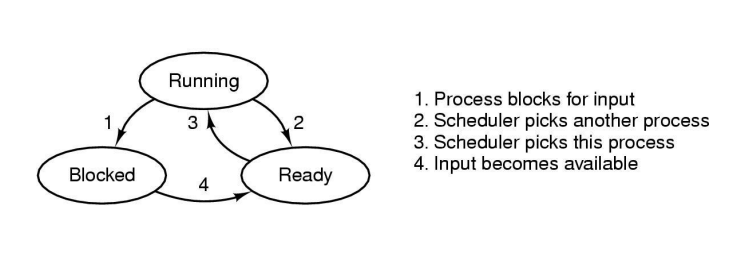 Running
1
3
2
Blocked
4
Ready
1. Process blocks for input
2. Scheduler picks another process
3. Scheduler picks this process
4. Input becomes available